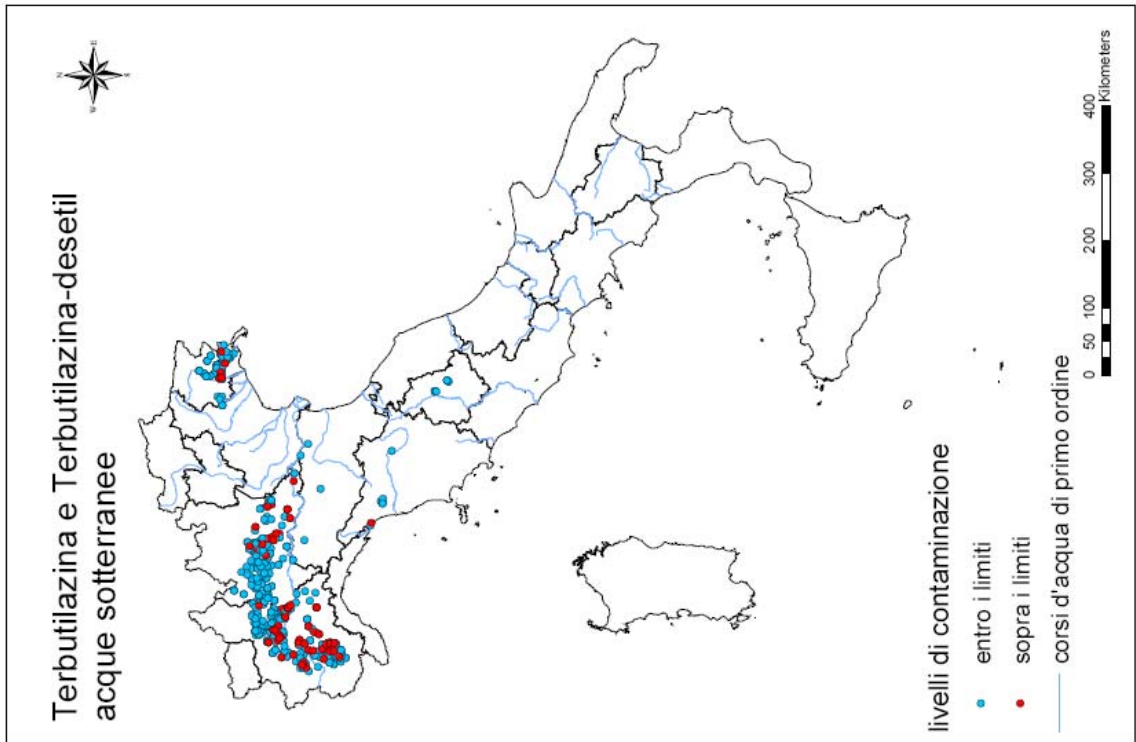 Terbutilazina e Terbutilazina-desetil
acque sotterranee
N
E
S
W
livelli di contaminazione
entro i limiti
sopra i limiti
corsi d'acqua di primo ordine
0 50 100 200 300 400
Kilometers